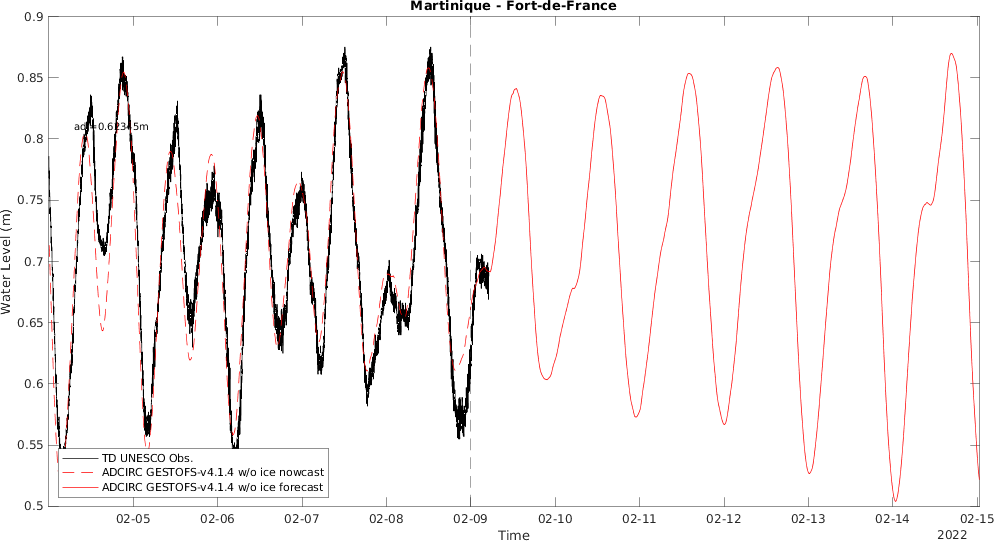 Martinique - Fort-de-France
0.9
0.85
0.8
0.75
0.7
0.65
0.6
0.55
0.5
Water Level (m)
TD UNESCO Obs.
ADCIRC GESTOFS-v4.1.4 w/o ice nowcast
ADCIRC GESTOFS-v4.1.4 w/o ice forecast
02-05 02-06 02-07 02-08 02-09 02-10 02-11 02-12 02-13 02-14 02-15
Time
2022